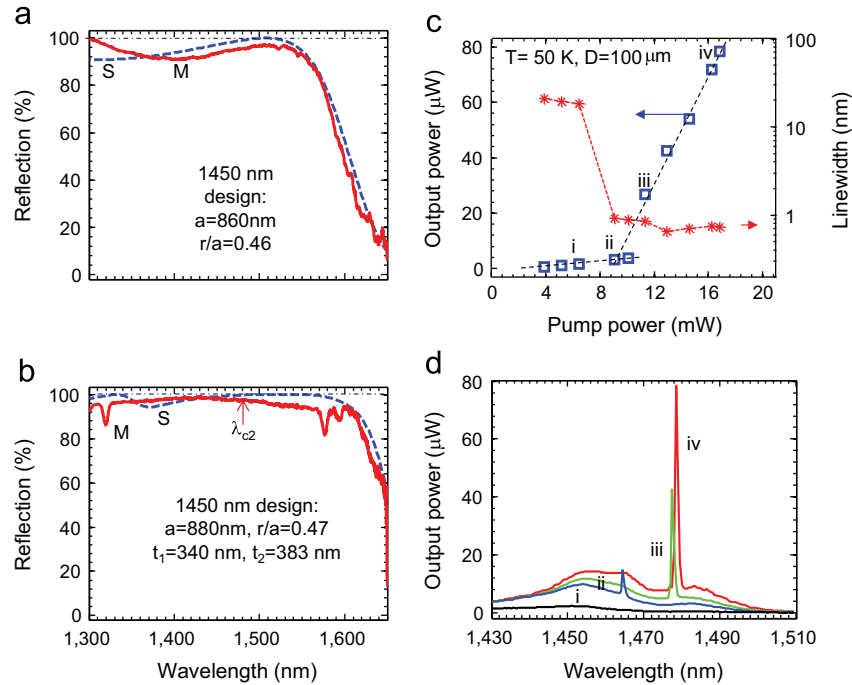 a
Reflection (%)
100
80
60
40
20
0
S
M
1450 nm
design:
a=860nm
r/a=0.46
b
Reflection (%)
100
80
60
40
20
0
M
S
λc2
1450 nm design:
a=880nm, r/a=0.47
t1=340 nm, t2=383 nm
1,300
1,400
1,500
1,600
Wavelength (nm)
c
Output power (μW)
80
60
40
20
0
T= 50 K, D=100 μm
i
ii
iii
iv
100
10
1
Linewidth (nm)
0
4
8
12
16
20
Pump power (mW)
d
Output power (μW)
80
60
40
20
0
i
ii
iii
iv
1,430
1,450
1,470
1,490
1,510
Wavelength (nm)